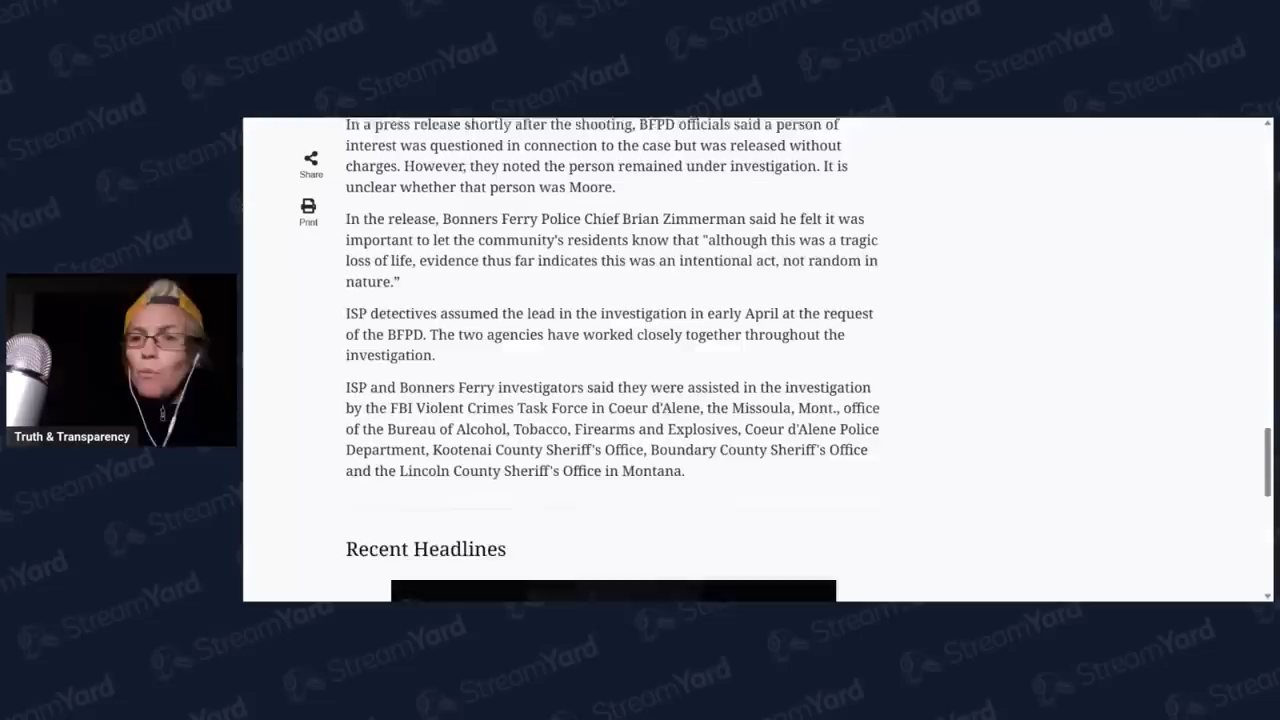 In a press release shortly after the shooting, BFPD officials said a person of
interest was questioned in connection to the case but was released without
charges. However, they noted the person remained under investigation. It is
unclear whether that person was Moore.
Share
Print
In the release, Bonners Ferry Police Chief Brian Zimmerman said he felt it was
important to let the community's residents know that "although this was a tragic
loss of life, evidence thus far indicates this was an intentional act, not random in
nature.”
ISP detectives assumed the lead in the investigation in early April at the request
of the BFPD. The two agencies have worked closely together throughout the
investigation.
ISP and Bonners Ferry investigators said they were assisted in the investigation
by the FBI Violent Crimes Task Force in Coeur d'Alene, the Missoula, Mont., office
of the Bureau of Alcohol, Tobacco, Firearms and Explosives, Coeur d'Alene Police
Department, Kootenai County Sheriff's Office, Boundary County Sheriff's Office
and the Lincoln County Sheriff's Office in Montana.
Recent Headlines
Truth & Transparency
StreamYard